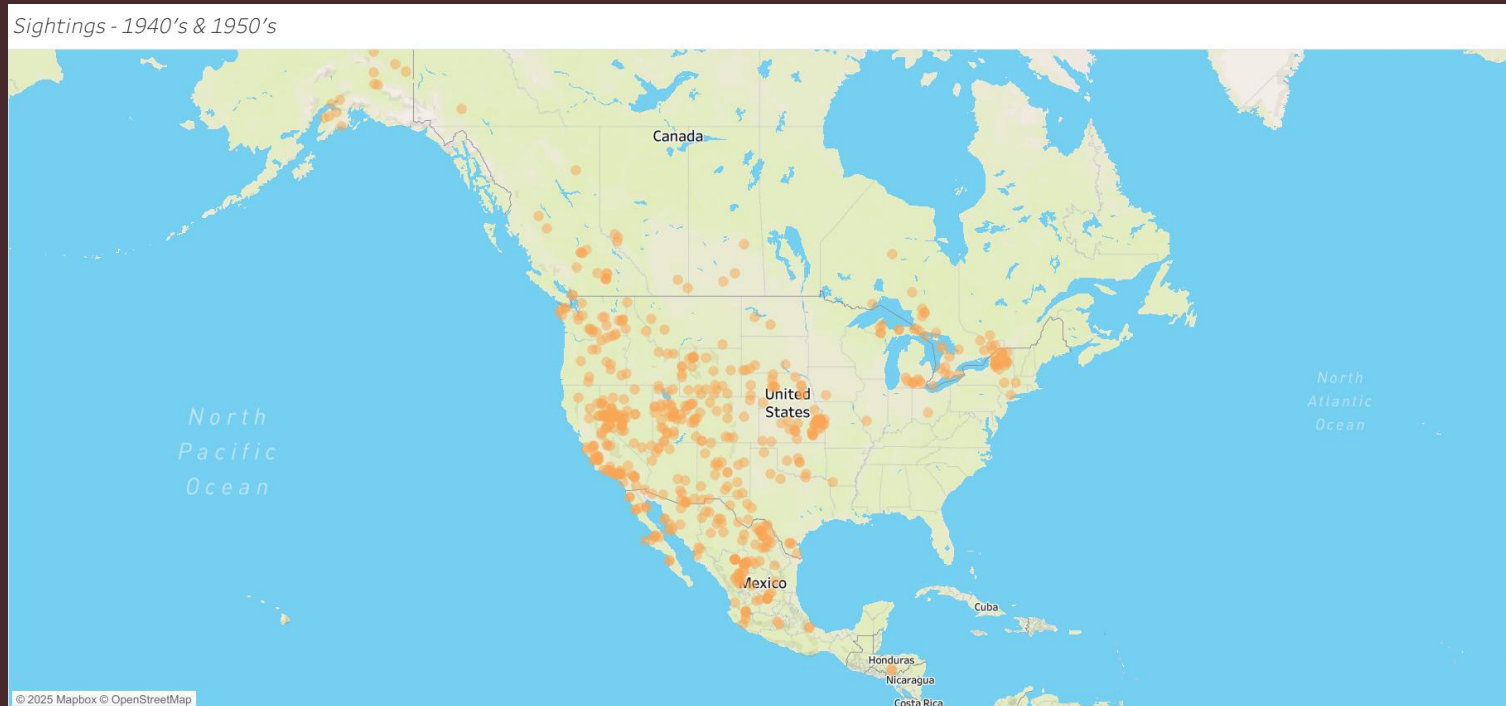 Sightings - 1940's & 1950's
Canada
United
States
North
Pacific
Ocean
North
Atlantic
Ocean
Mexico
Cuba
Honduras
Nicaragua
Costa Rica
© 2025 Mapbox © OpenStreetMap